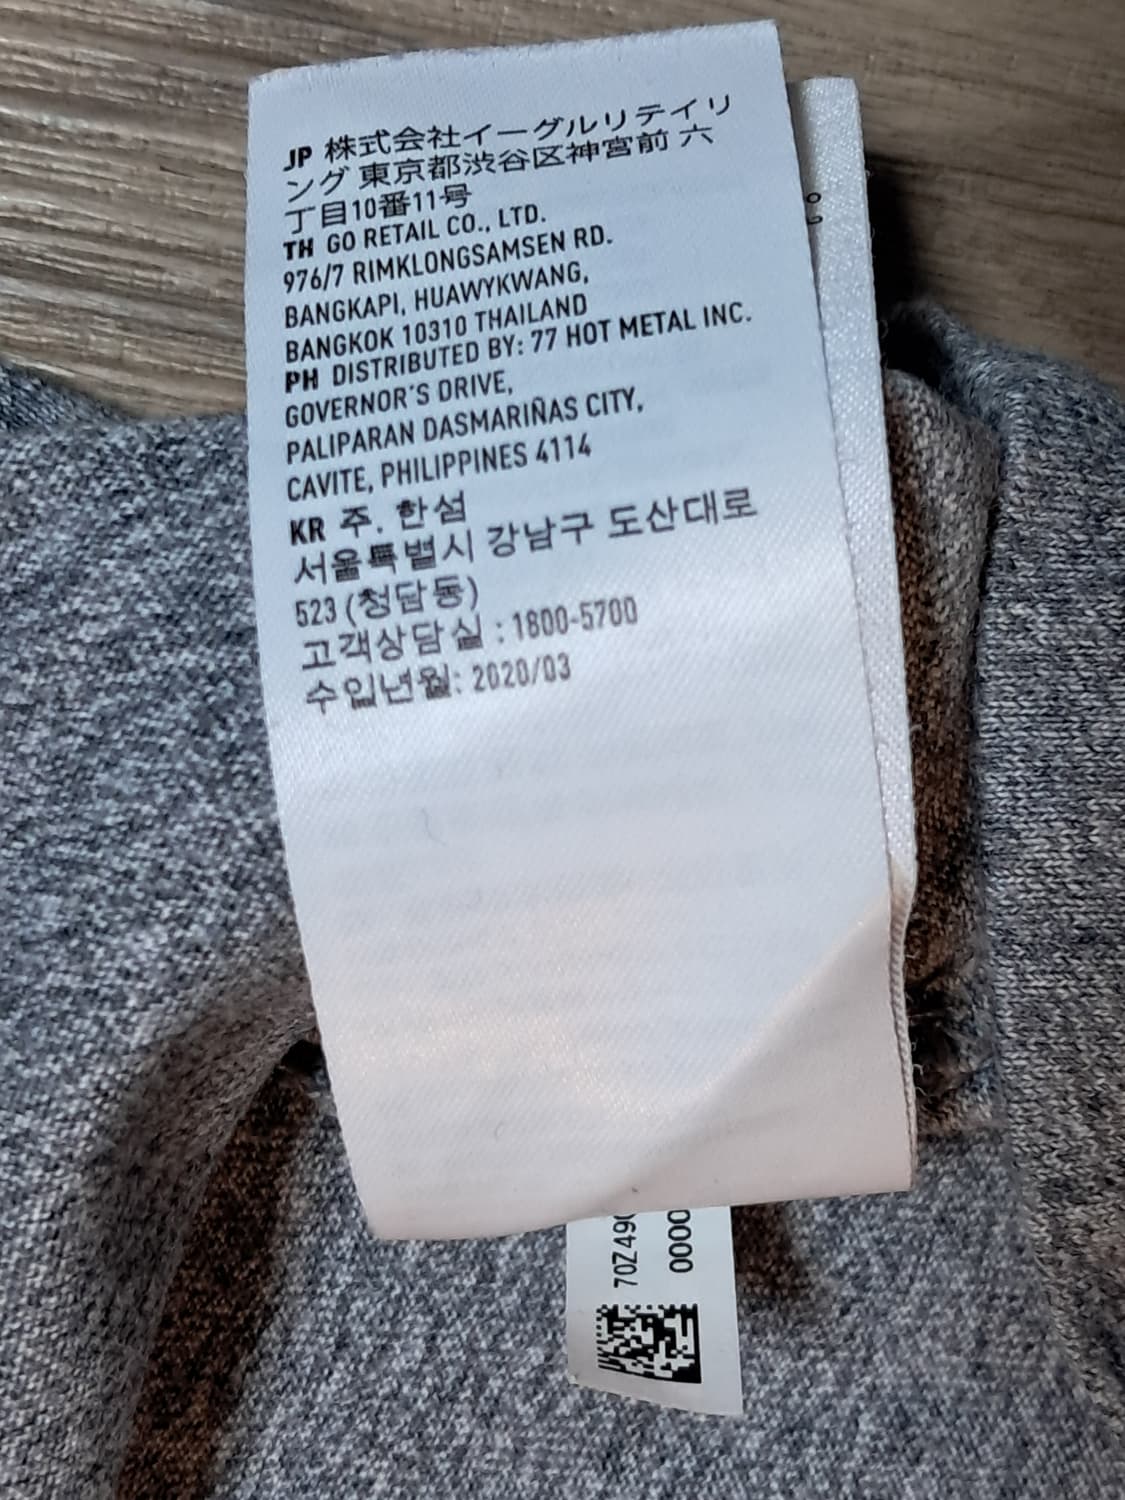 JP 株式会社イーグルリテイリ
ング 東京都渋谷区神宮前 六
丁目10番11号
TH GO RETAIL CO., LTD.
976/7 RIMKLONGSAMSEN RD.
BANGKAPI, HUAWYKWANG,
BANGKOK 10310 THAILAND
PH DISTRIBUTED BY: 77 HOT METAL INC.
GOVERNOR'S DRIVE,
PALIPARAN DASMARIÑAS CITY,
CAVITE, PHILIPPINES 4114
KR 주. 한섬
서울특별시 강남구 도산대로
523 (청담동)
고객상담실 : 1800-5700
수입년월: 2020/03
70Z49
0000